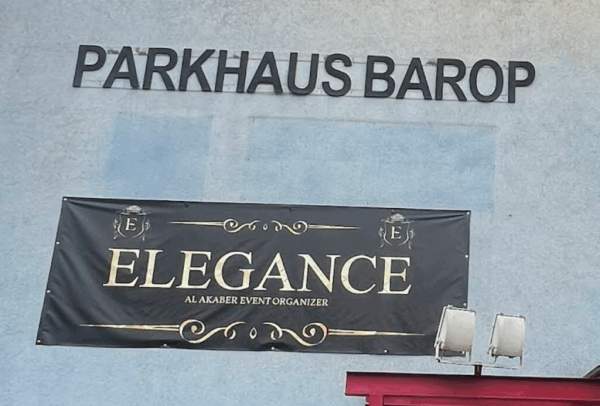 PARKHAUS BAROP
E E
ELEGANCE
AL AKABER EVENT ORGANIZER